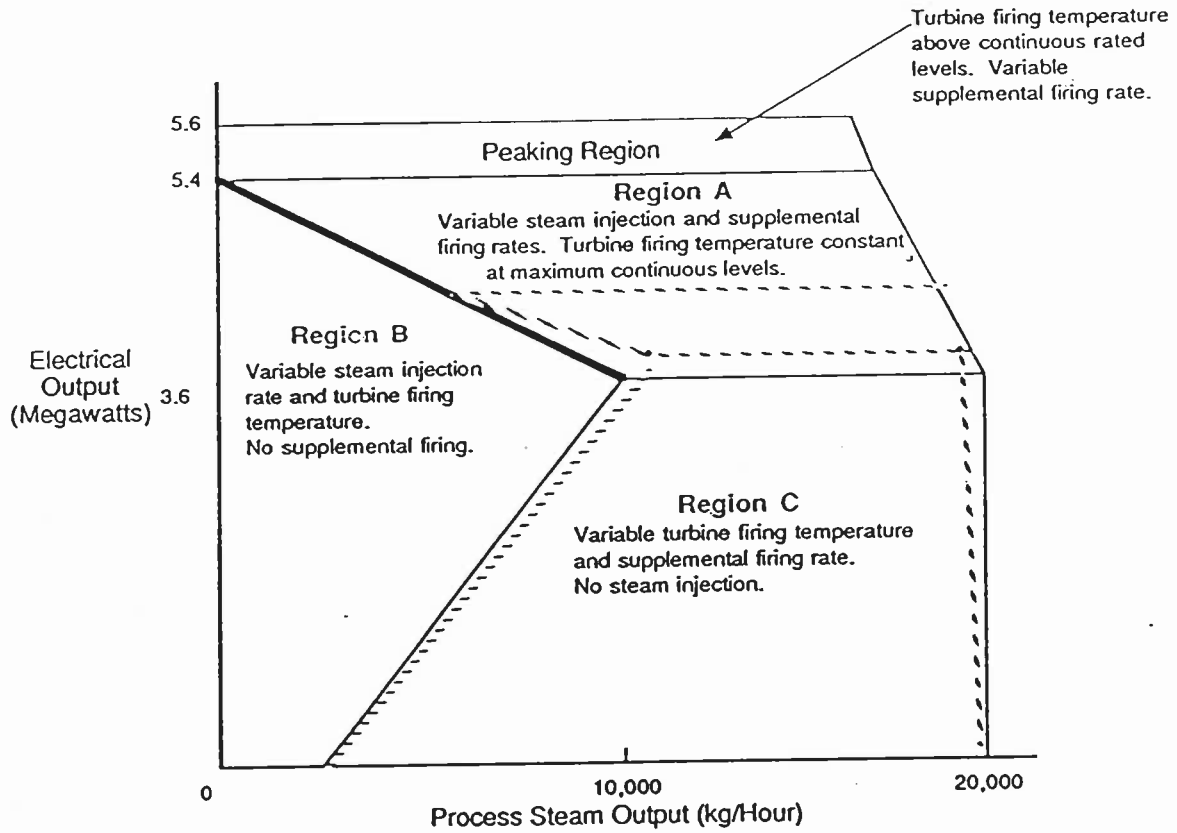 Turbine firing temperature
above continuous rated
levels. Variable
supplemental firing rate.
5.6
Peaking Region
5.4
Region A
Variable steam injection and supplemental
firing rates. Turbine firing temperature constant
at maximum continuous levels.
Region B
Variable steam injection
rate and turbine firing
temperature.
No supplemental firing.
Electrical
Output
(Megawatts)
3.6
Region C
Variable turbine firing temperature
and supplemental firing rate.
No steam injection.
0
10,000
20,000
Process Steam Output (kg/Hour)